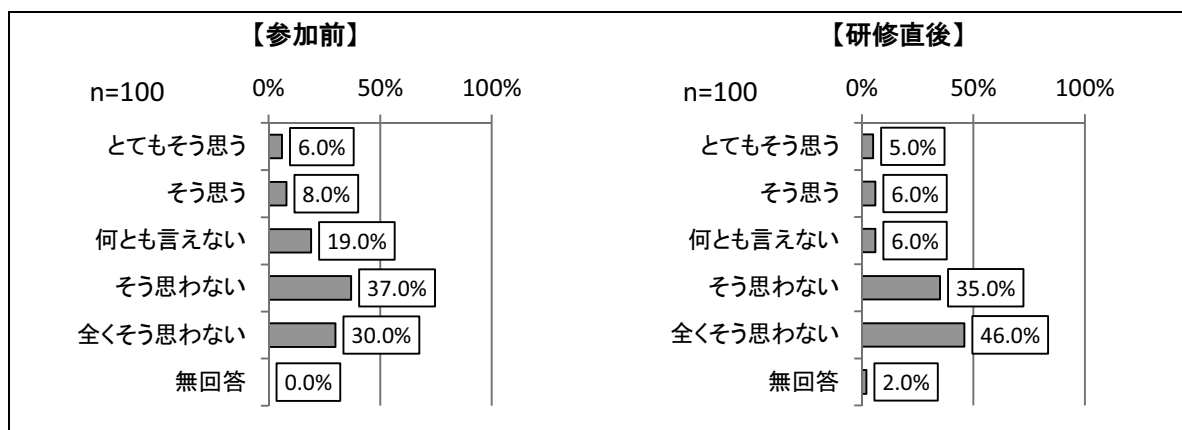 【参加前】
n=100
0% 50% 100%
とてもそう思う 6.0%
そう思う 8.0%
何とも言えない 19.0%
そう思わない 37.0%
全くそう思わない 30.0%
無回答 0.0%
【研修直後】
n=100
0% 50% 100%
とてもそう思う 5.0%
そう思う 6.0%
何とも言えない 6.0%
そう思わない 35.0%
全くそう思わない 46.0%
無回答 2.0%